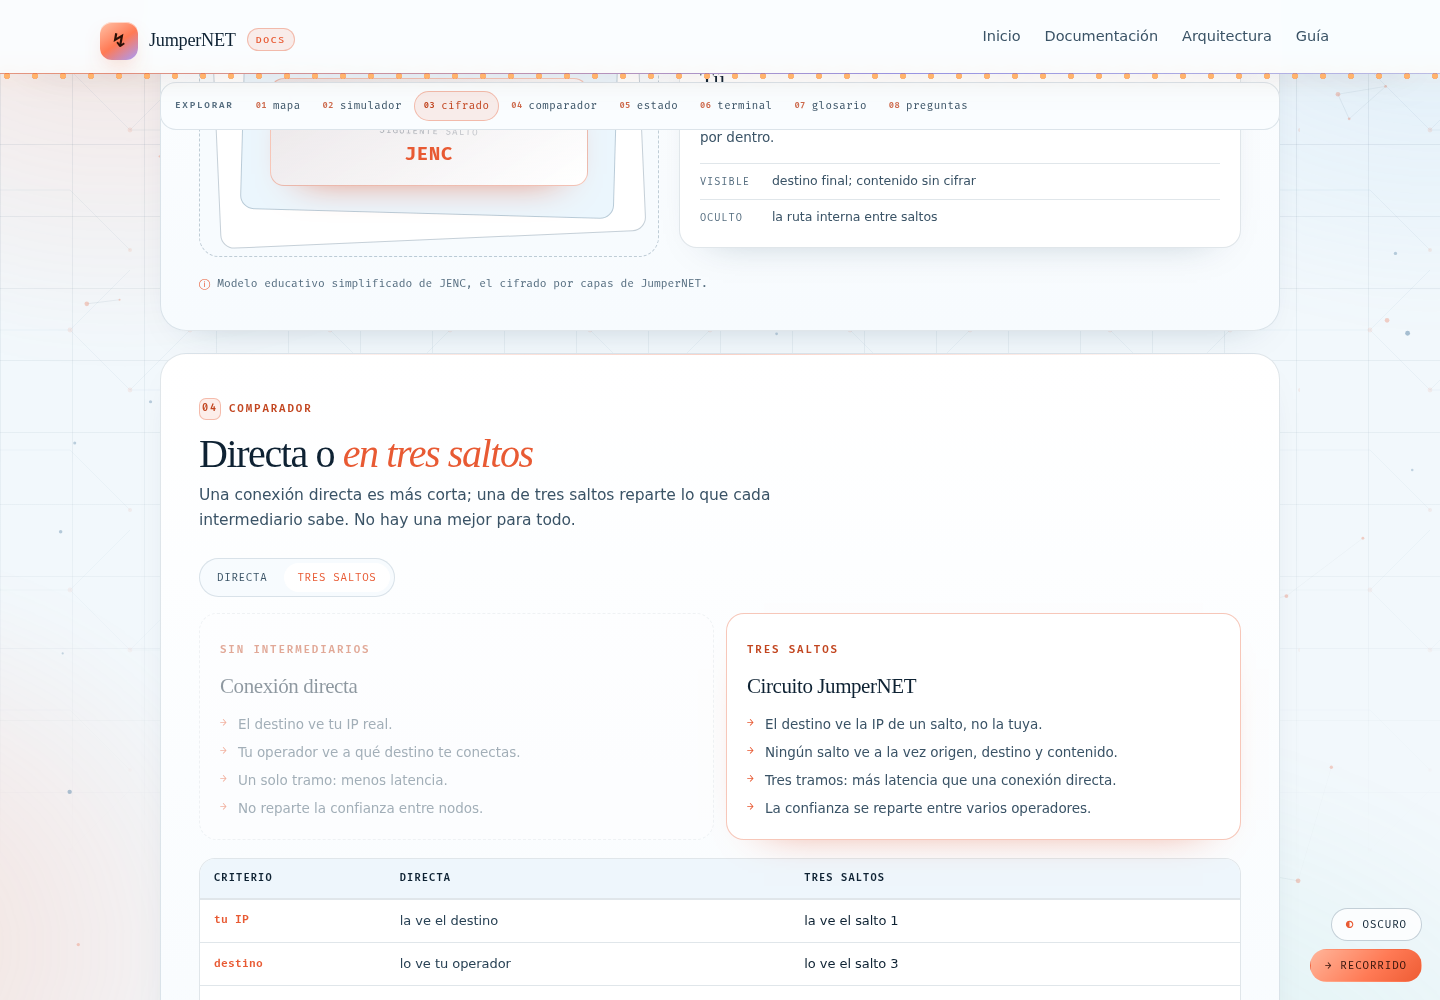 JumperNET DOCS Inicio Documentación Arquitectura Guía
EXPLORAR 01 mapa 02 simulador 03 cifrado 04 comparador 05 estado 06 terminal 07 glosario 08 preguntas
SIGUIENTE SALTO
JENC
por dentro.
VISIBLE destino final; contenido sin cifrar
OCULTO la ruta interna entre saltos
Modelo educativo simplificado de JENC, el cifrado por capas de JumperNET.
04 COMPARADOR
Directa o en tres saltos
Una conexión directa es más corta; una de tres saltos reparte lo que cada
intermediario sabe. No hay una mejor para todo.
DIRECTA TRES SALTOS
SIN INTERMEDIARIOS
Conexión directa
→ El destino ve tu IP real.
→ Tu operador ve a qué destino te conectas.
→ Un solo tramo: menos latencia.
→ No reparte la confianza entre nodos.
TRES SALTOS
Circuito JumperNET
→ El destino ve la IP de un salto, no la tuya.
→ Ningún salto ve a la vez origen, destino y contenido.
→ Tres tramos: más latencia que una conexión directa.
→ La confianza se reparte entre varios operadores.
CRITERIO DIRECTA TRES SALTOS
tu IP la ve el destino la ve el salto 1
destino lo ve tu operador lo ve el salto 3
OSCURO
→ RECORRIDO